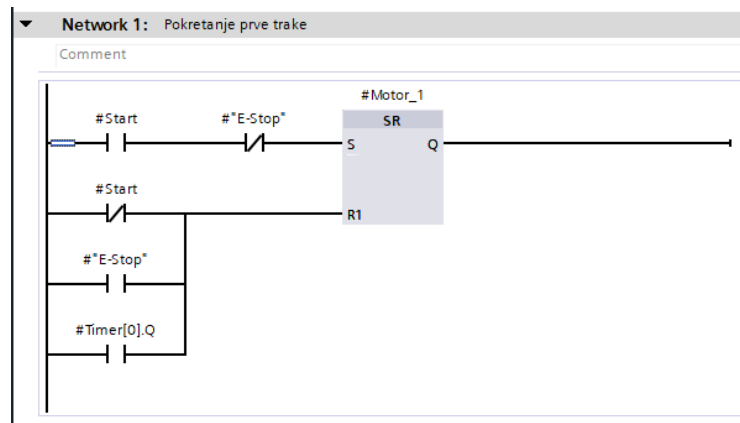 Network 1: Pokretanje prve trake
Comment
#Motor_1
#Start #"E-Stop" SR
S Q
#Start
R1
#"E-Stop"
#Timer[0].Q